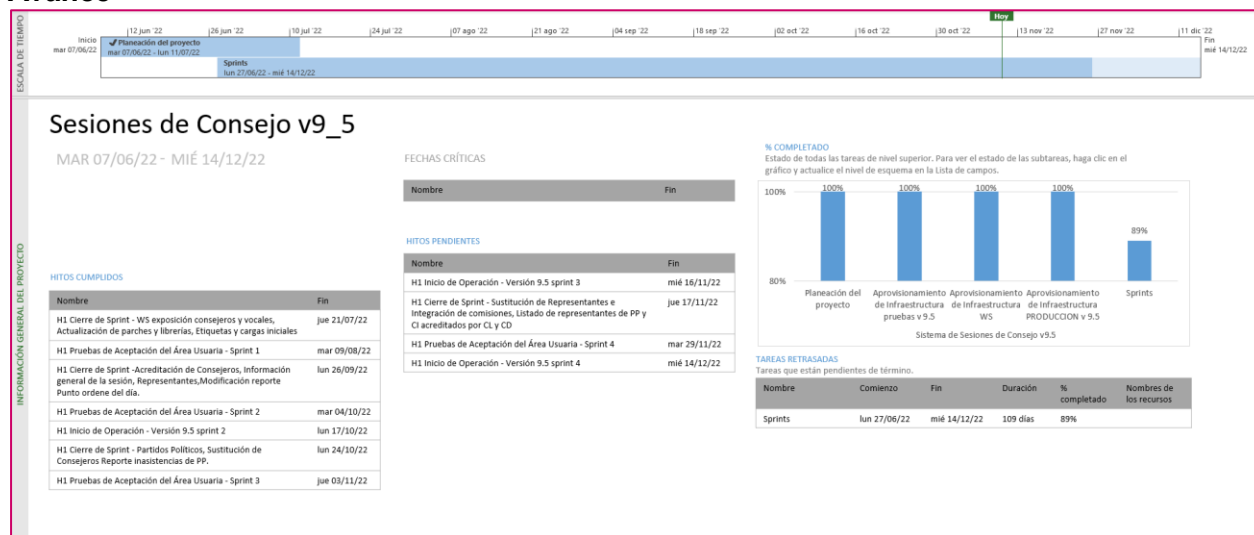 Avance
Hoy
12 jun '22
26 jun '22
10 jul '22
24 jul '22
07 ago '22
21 ago '22
04 sep '22
18 sep '22
02 oct '22
16 oct '22
30 oct '22
13 nov '22
27 nov '22
11 dic '22
ESCALA DE TIEMPO
Inicio
mar 07/06/22
Planeación del proyecto
mar 07/06/22 - lun 11/07/22
Sprints
lun 27/06/22 - mié 14/12/22
Fin
mié 14/12/22
INFORMACIÓN GENERAL DEL PROYECTO
Sesiones de Consejo v9_5
MAR 07/06/22 - MIÉ 14/12/22
HITOS CUMPLIDOS
Nombre Fin
H1 Cierre de Sprint - WS exposición consejeros y vocales, jue 21/07/22
Actualización de parches y librerías, Etiquetas y cargas iniciales
H1 Pruebas de Aceptación del Área Usuaria - Sprint 1 mar 09/08/22
H1 Cierre de Sprint -Acreditación de Consejeros, Información lun 26/09/22
general de la sesión, Representantes,Modificación reporte
Punto ordene del día.
H1 Pruebas de Aceptación del Área Usuaria - Sprint 2 mar 04/10/22
H1 Inicio de Operación - Versión 9.5 sprint 2 lun 17/10/22
H1 Cierre de Sprint - Partidos Políticos, Sustitución de lun 24/10/22
Consejeros Reporte inasistencias de PP.
H1 Pruebas de Aceptación del Área Usuaria - Sprint 3 jue 03/11/22
FECHAS CRÍTICAS
Nombre Fin
HITOS PENDIENTES
Nombre Fin
H1 Inicio de Operación - Versión 9.5 sprint 3 mié 16/11/22
H1 Cierre de Sprint - Sustitución de Representantes e jue 17/11/22
Integración de comisiones, Listado de representantes de PP y
CI acreditados por CL y CD
H1 Pruebas de Aceptación del Área Usuaria - Sprint 4 mar 29/11/22
H1 Inicio de Operación - Versión 9.5 sprint 4 mié 14/12/22
% COMPLETADO
Estado de todas las tareas de nivel superior. Para ver el estado de las subtareas, haga clic en el
gráfico y actualice el nivel de esquema en la Lista de campos.
100%
80%
100% 100% 100% 100% 89%
Planeación del
proyecto
Aprovisionamiento
de Infraestructura
pruebas v 9.5
Aprovisionamiento
de Infraestructura
WS
Aprovisionamiento
de Infraestructura
PRODUCCION v 9.5
Sprints
Sistema de Sesiones de Consejo v9.5
TAREAS RETRASADAS
Tareas que están pendientes de término.
Nombre Comienzo Fin Duración % completado Nombres de los recursos
Sprints lun 27/06/22 mié 14/12/22 109 días 89%